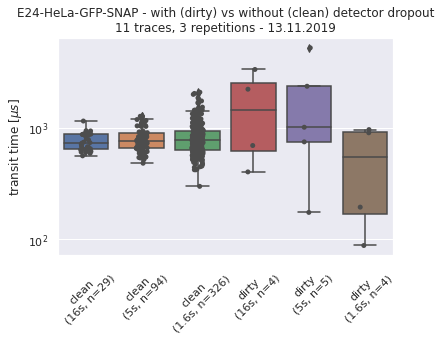 E24-HeLa-GFP-SNAP - with (dirty) vs without (clean) detector dropout
11 traces, 3 repetitions - 13.11.2019
transit time [µs]
10³
10²
clean
(16s, n=29)
clean
(5s, n=94)
clean
(1.6s, n=326)
dirty
(16s, n=4)
dirty
(5s, n=5)
dirty
(1.6s, n=4)